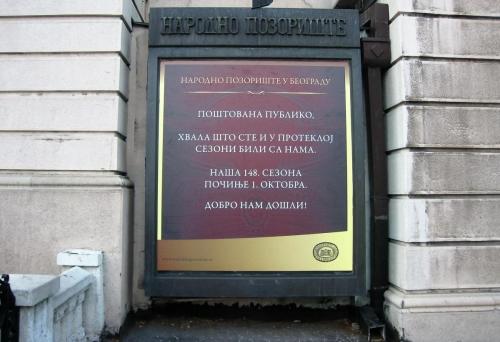 НАРОДНО ПОЗОРИШТЕ
НАРОДНО ПОЗОРИШТЕ У БЕОГРАДУ
ПОШТОВАНА ПУБЛИКО,
ХВАЛА ШТО СТЕ И У ПРОТЕКЛОЈ
СЕЗОНИ БИЛИ СА НАМА.
НАША 148. СЕЗОНА
ПОЧИЊЕ 1. ОКТОБРА.
ДОБРО НАМ ДОШЛИ!